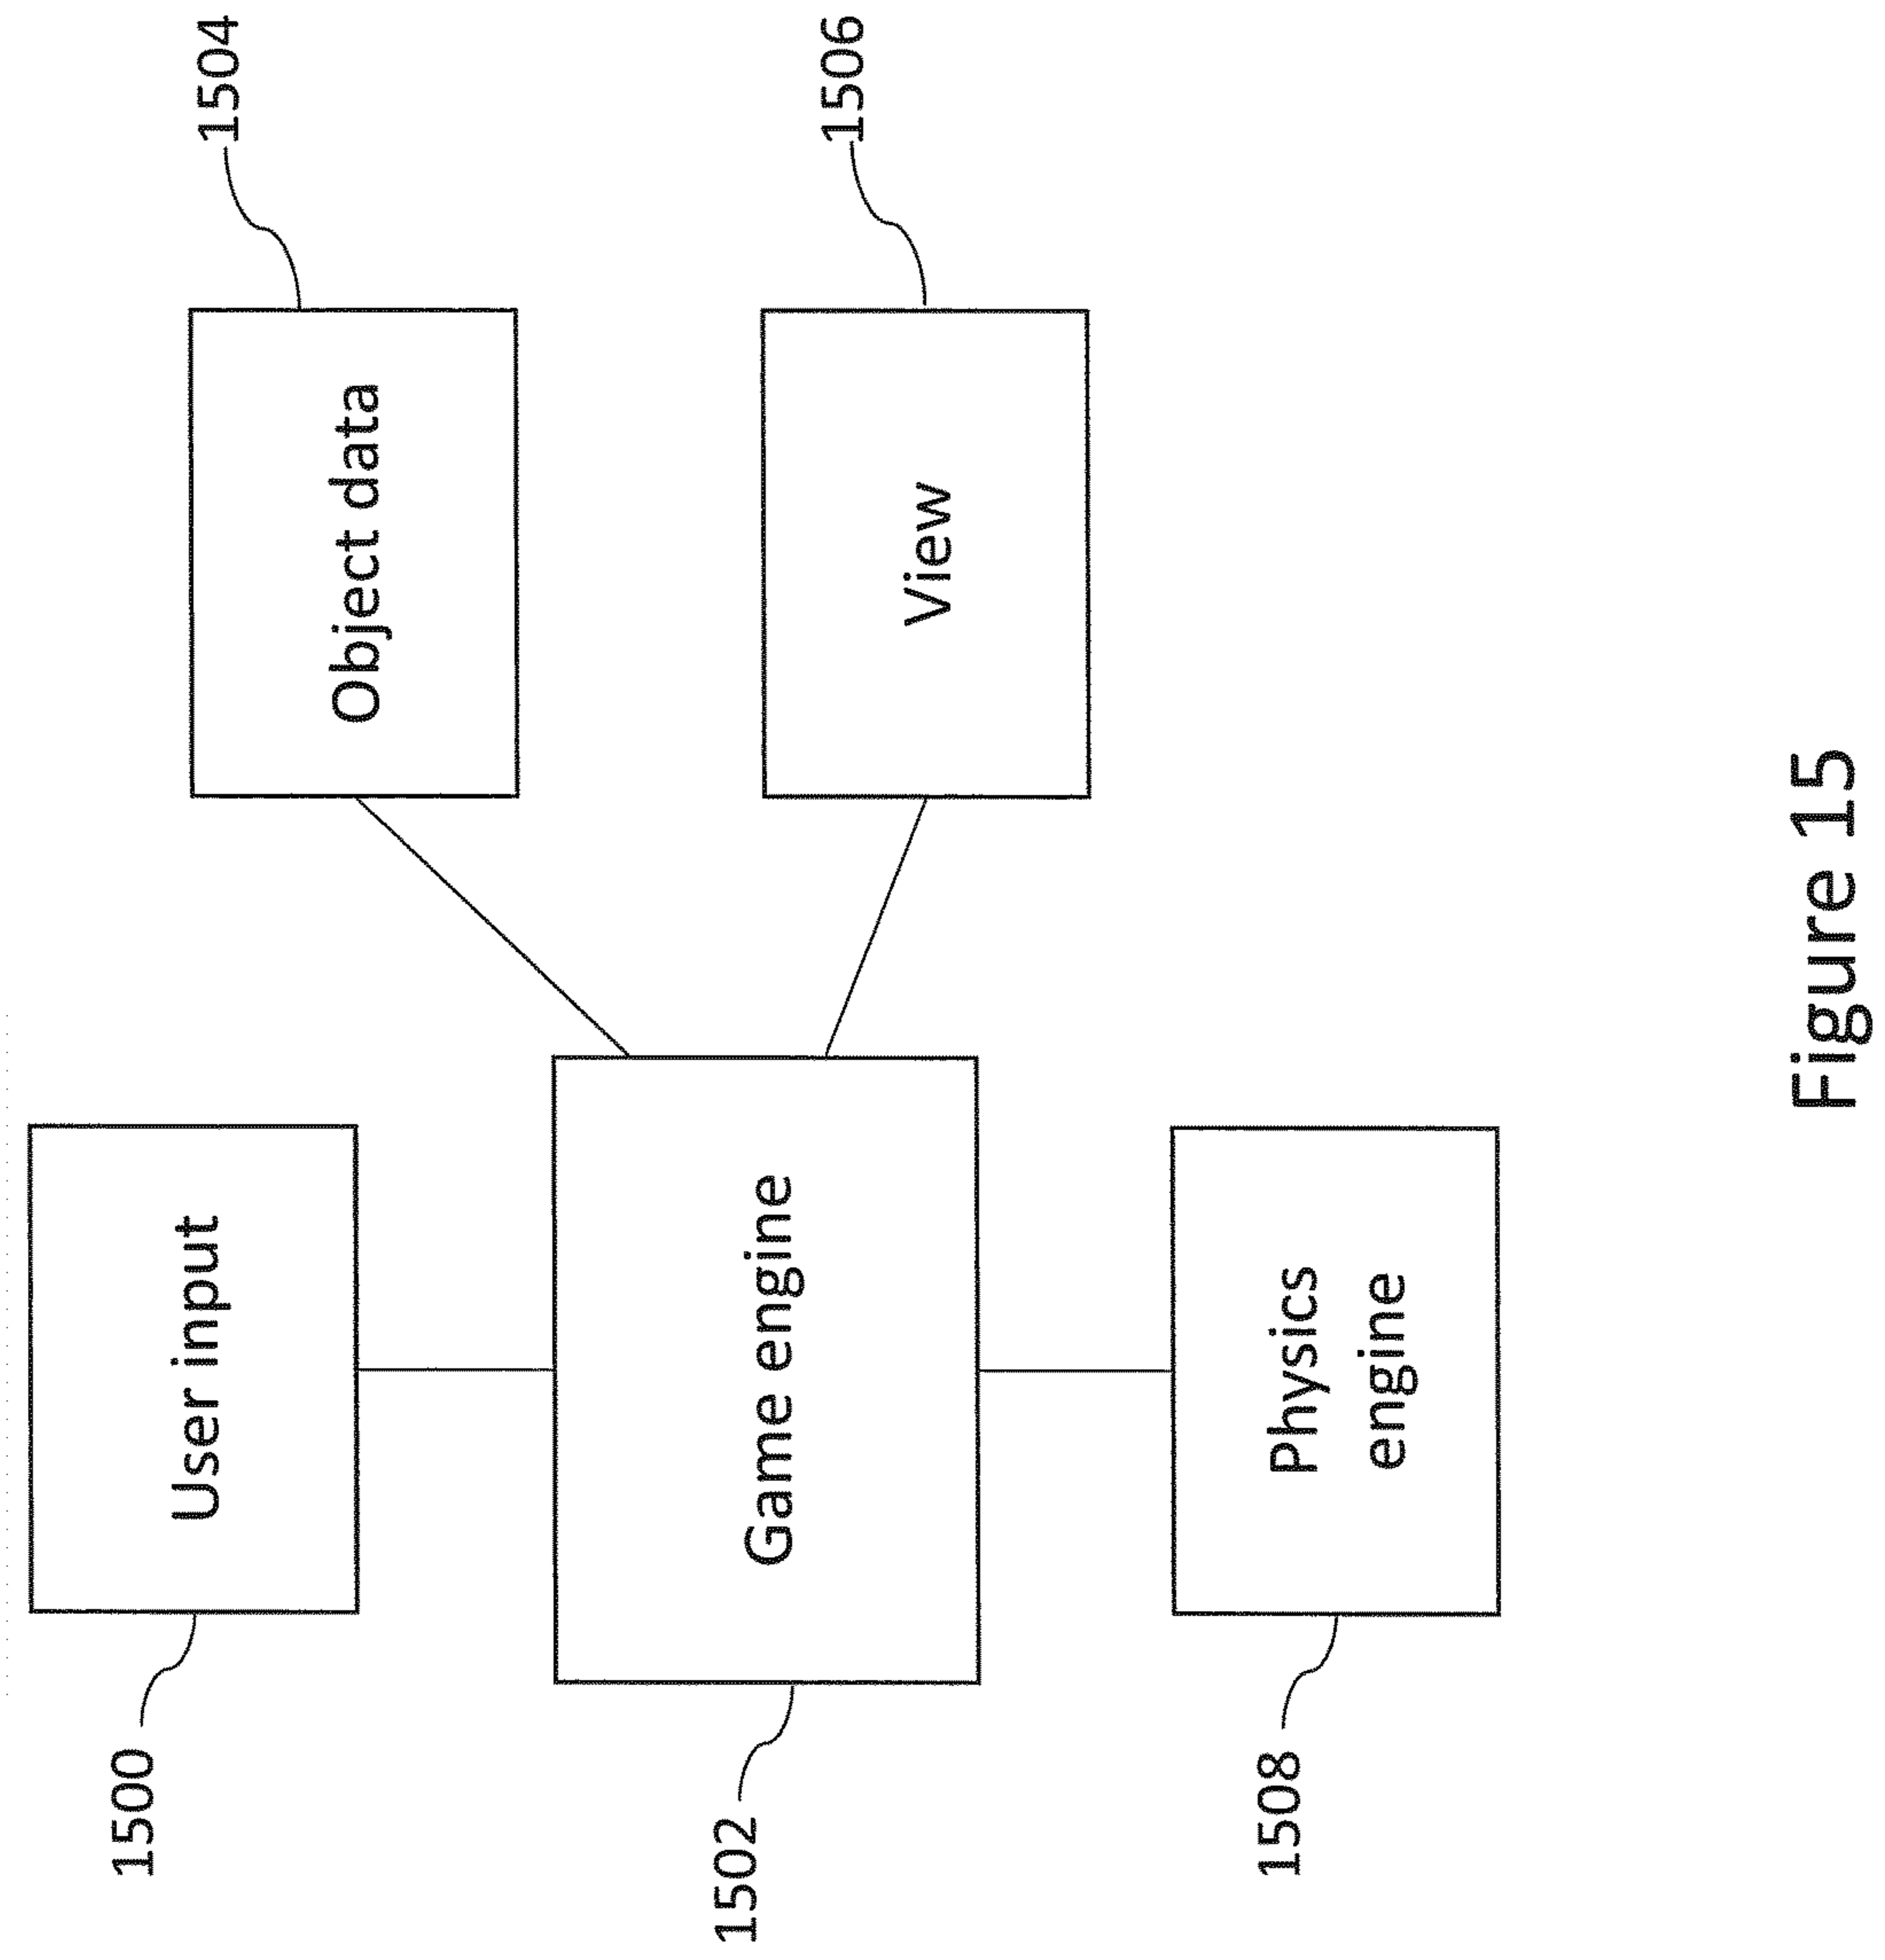 1500
User input
1504
Object data
1502
Game engine
1506
View
1508
Physics
engine
Figure 15